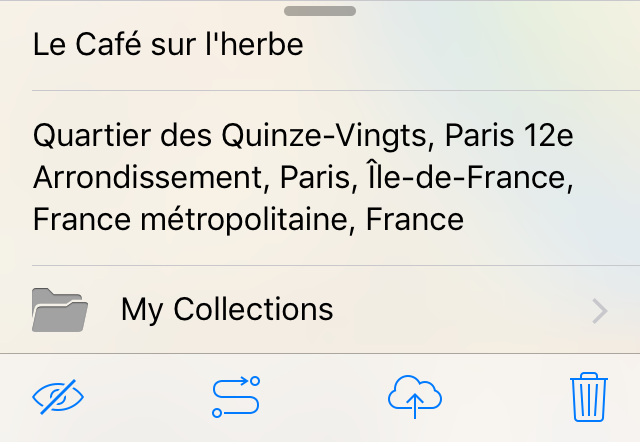 Le Café sur l'herbe
Quartier des Quinze-Vingts, Paris 12e
Arrondissement, Paris, Île-de-France,
France métropolitaine, France
My Collections